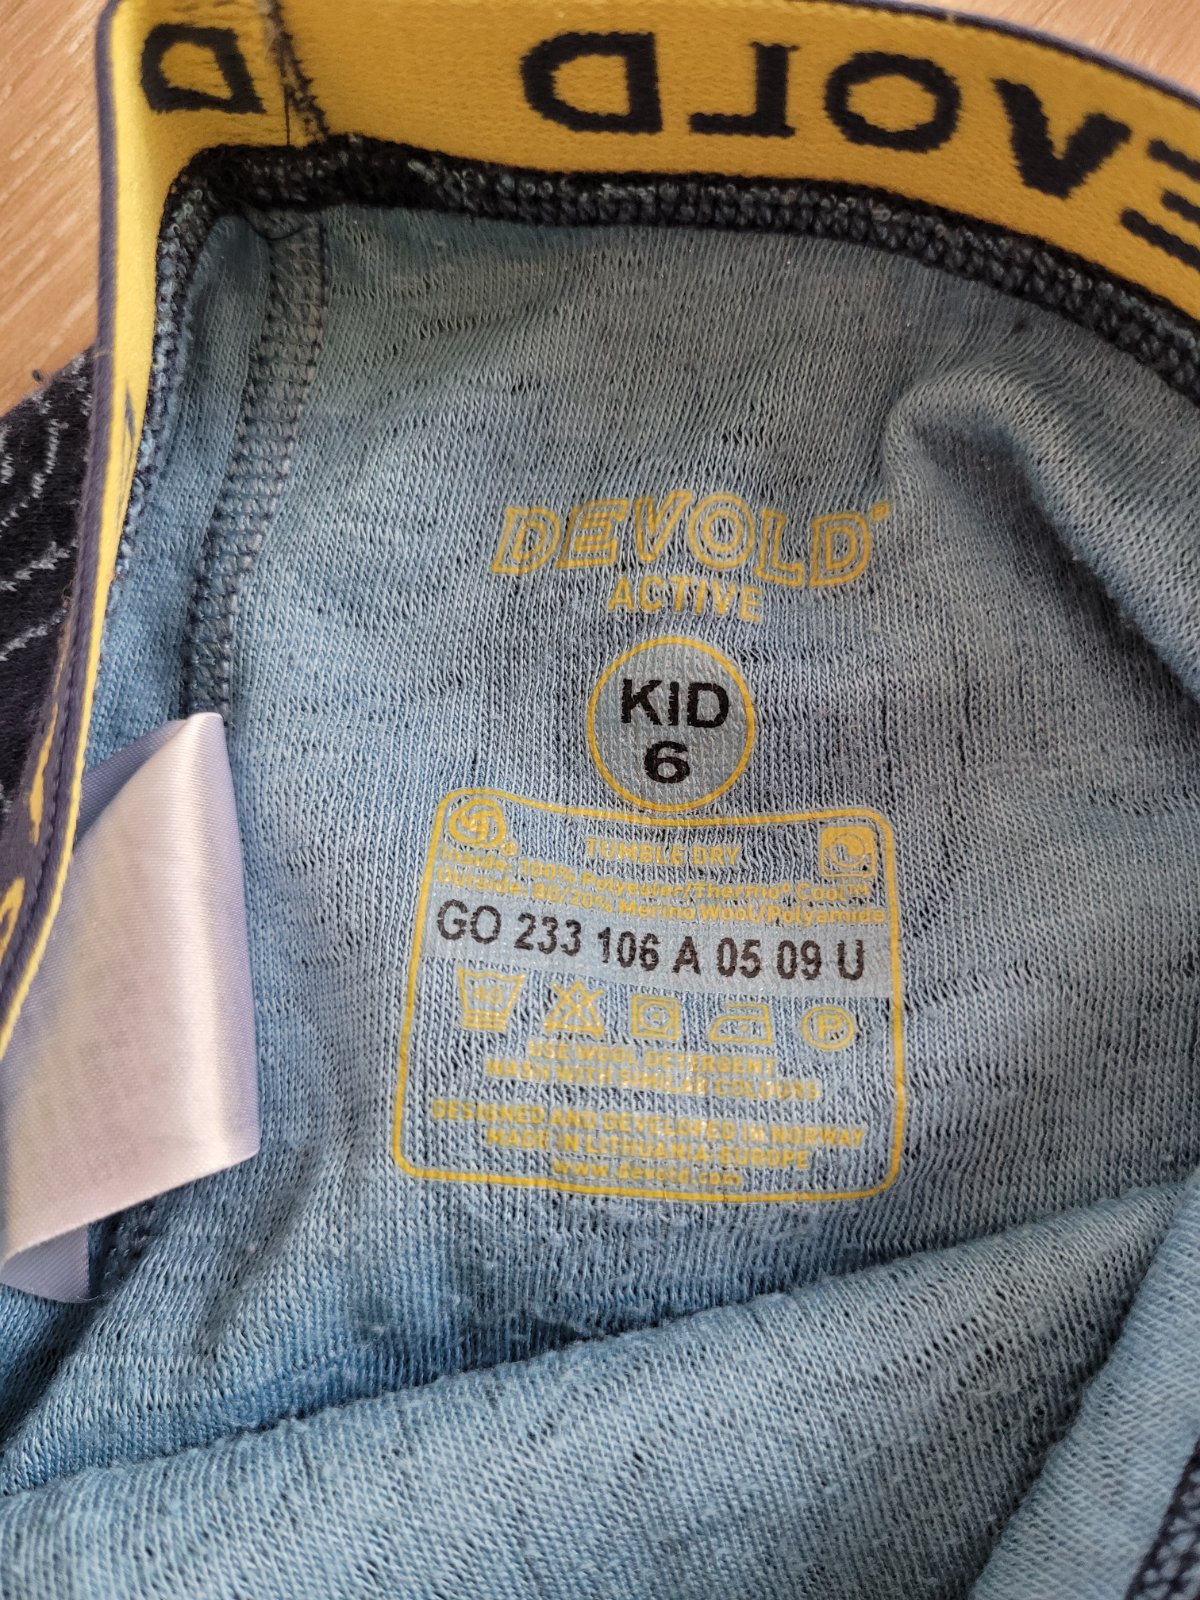 D
DEVOLD
DEVOLD®
ACTIVE
KID
6
TUMBLE DRY
Inside: 100% Polyester/Thermo° Cool™
Outside: 80/20% Merino Wool/Polyamide
GO 233 106 A 05 09 U
40
P
USE WOOL DETERGENT
WASH WITH SIMILAR COLOURS
DESIGNED AND DEVELOPED IN NORWAY
MADE IN LITHUANIA-EUROPE
www.devold.com